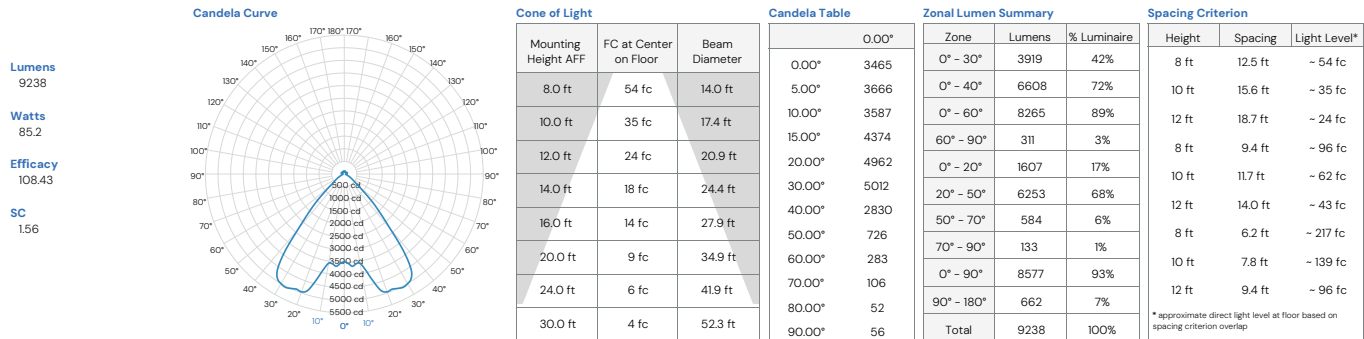 Lumens
9238
Watts
85.2
Efficacy
108.43
SC
1.56
Candela Curve
170° 180° 170°
160° 160°
150° 150°
140° 140°
130° 130°
120° 120°
110° 110°
100° 100°
90° 90°
80° 80°
70° 70°
60° 60°
50° 50°
40° 40°
30° 30°
20° 20°
10° 10°
0°
500 cd
1000 cd
1500 cd
2000 cd
2500 cd
3000 cd
3500 cd
4000 cd
4500 cd
5000 cd
5500 cd
Cone of Light
Mounting Height AFF FC at Center on Floor Beam Diameter
8.0 ft 54 fc 14.0 ft
10.0 ft 35 fc 17.4 ft
12.0 ft 24 fc 20.9 ft
14.0 ft 18 fc 24.4 ft
16.0 ft 14 fc 27.9 ft
20.0 ft 9 fc 34.9 ft
24.0 ft 6 fc 41.9 ft
30.0 ft 4 fc 52.3 ft
Candela Table
0.00°
0.00° 3465
5.00° 3666
10.00° 3587
15.00° 4374
20.00° 4962
30.00° 5012
40.00° 2830
50.00° 726
60.00° 283
70.00° 106
80.00° 52
90.00° 56
Zonal Lumen Summary
Zone Lumens % Luminaire
0° - 30° 3919 42%
0° - 40° 6608 72%
0° - 60° 8265 89%
60° - 90° 311 3%
0° - 20° 1607 17%
20° - 50° 6253 68%
50° - 70° 584 6%
70° - 90° 133 1%
0° - 90° 8577 93%
90° - 180° 662 7%
Total 9238 100%
Spacing Criterion
Height Spacing Light Level*
8 ft 12.5 ft ~ 54 fc
10 ft 15.6 ft ~ 35 fc
12 ft 18.7 ft ~ 24 fc
8 ft 9.4 ft ~ 96 fc
10 ft 11.7 ft ~ 62 fc
12 ft 14.0 ft ~ 43 fc
8 ft 6.2 ft ~ 217 fc
10 ft 7.8 ft ~ 139 fc
12 ft 9.4 ft ~ 96 fc
* approximate direct light level at floor based on
spacing criterion overlap